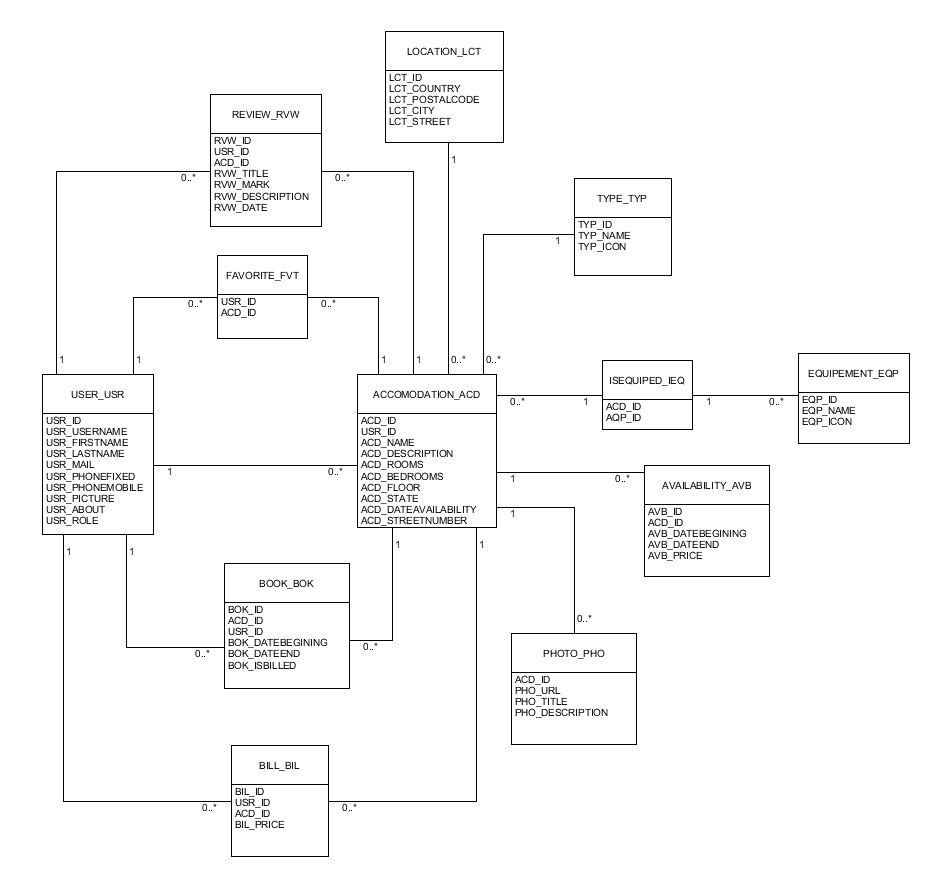 LOCATION_LCT
LCT_ID
LCT_COUNTRY
LCT_POSTALCODE
LCT_CITY
LCT_STREET
1
0..*
REVIEW_RVW
RVW_ID
USR_ID
ACD_ID
RVW_TITLE
RVW_MARK
RVW_DESCRIPTION
RVW_DATE
0..*
0..*
1
1
TYPE_TYP
TYP_ID
TYP_NAME
TYP_ICON
1
0..*
FAVORITE_FVT
USR_ID
ACD_ID
0..*
0..*
1
1
USER_USR
USR_ID
USR_USERNAME
USR_FIRSTNAME
USR_LASTNAME
USR_MAIL
USR_PHONEFIXED
USR_PHONEMOBILE
USR_PICTURE
USR_ABOUT
USR_ROLE
1
0..*
ACCOMODATION_ACD
ACD_ID
USR_ID
ACD_NAME
ACD_DESCRIPTION
ACD_ROOMS
ACD_BEDROOMS
ACD_FLOOR
ACD_STATE
ACD_DATEAVAILABILITY
ACD_STREETNUMBER
0..*
1
ISEQUIPED_IEQ
ACD_ID
AQP_ID
1
0..*
EQUIPEMENT_EQP
EQP_ID
EQP_NAME
EQP_ICON
1
0..*
AVAILABILITY_AVB
AVB_ID
ACD_ID
AVB_DATEBEGINING
AVB_DATEEND
AVB_PRICE
1
0..*
PHOTO_PHO
ACD_ID
PHO_URL
PHO_TITLE
PHO_DESCRIPTION
1
1
1
1
BOOK_BOK
BOK_ID
ACD_ID
USR_ID
BOK_DATEBEGINING
BOK_DATEEND
BOK_ISBILLED
0..*
0..*
BILL_BIL
BIL_ID
USR_ID
ACD_ID
BIL_PRICE
0..*
0..*